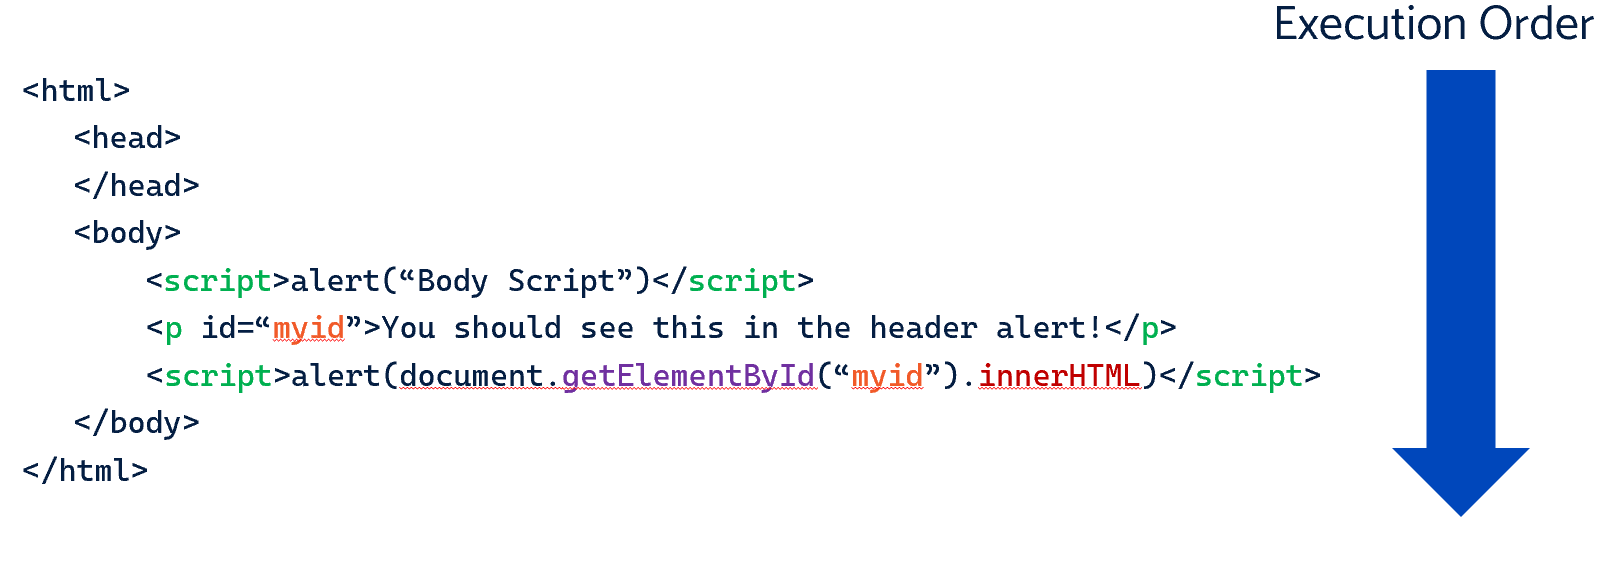 Execution Order
<html>
<head>
</head>
<body>
<script>alert(“Body Script”)</script>
<p id=“myid”>You should see this in the header alert!</p>
<script>alert(document.getElementById(“myid”).innerHTML)</script>
</body>
</html>